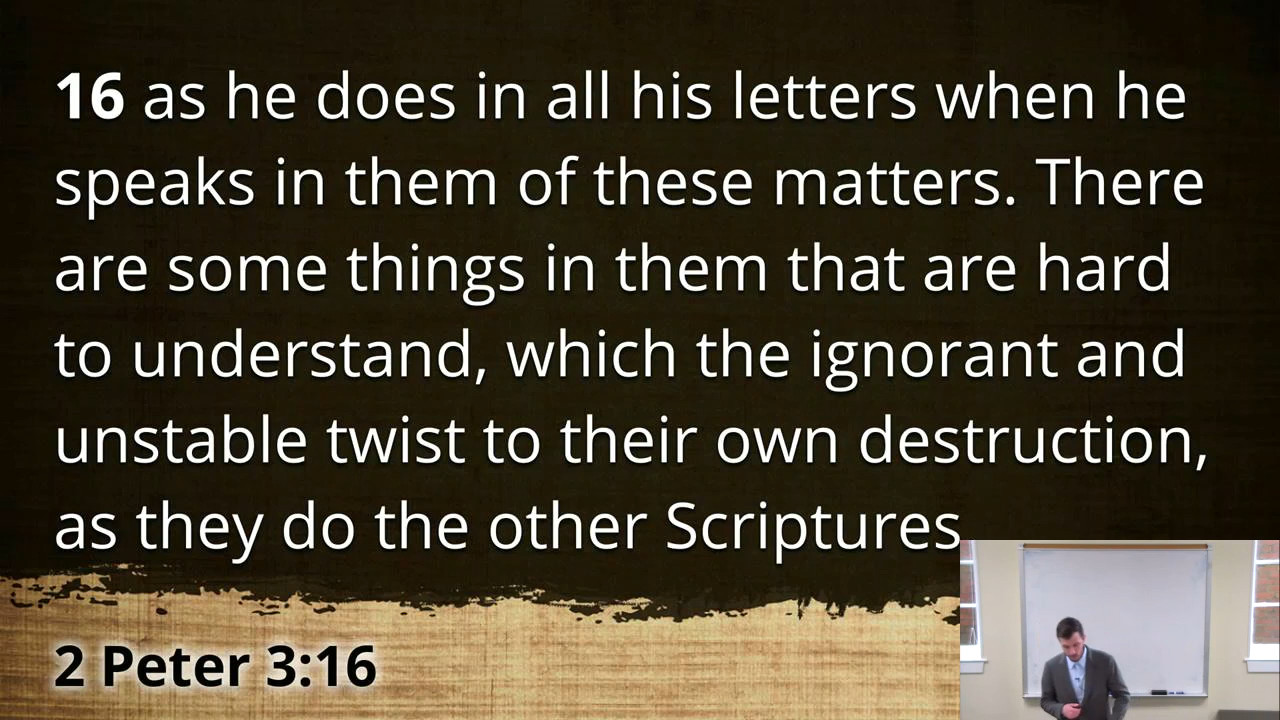 16 as he does in all his letters when he
speaks in them of these matters. There
are some things in them that are hard
to understand, which the ignorant and
unstable twist to their own destruction,
as they do the other Scriptures
2 Peter 3:16